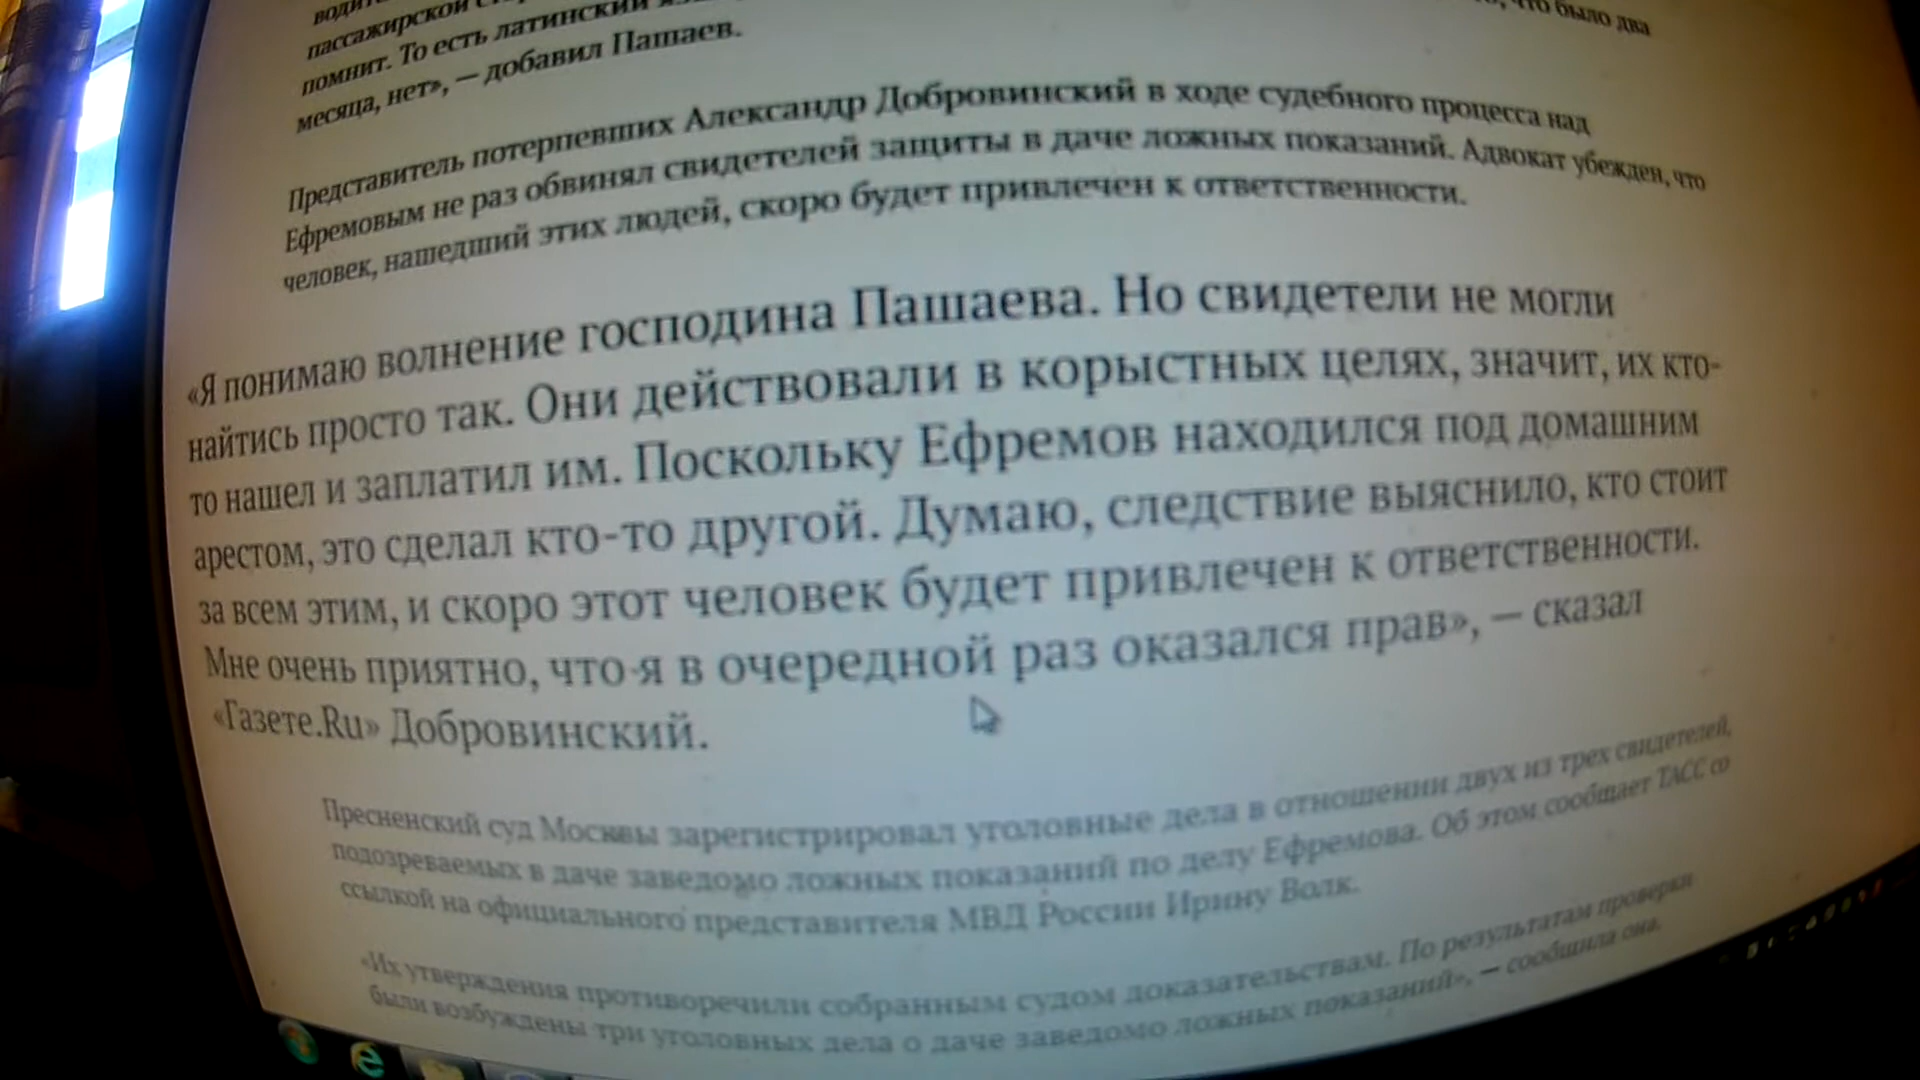 пассажирской
что было два
помнит. То есть латинский
месяца, нет», — добавил Пашаев.
Представитель потерпевших Александр Добровинский в ходе судебного процесса над
Ефремовым не раз обвинял свидетелей защиты в даче ложных показаний. Адвокат убежден, что
человек, нашедший этих людей, скоро будет привлечен к ответственности.
«Я понимаю волнение господина Пашаева. Но свидетели не могли
найтись просто так. Они действовали в корыстных целях, значит, их кто-
то нашел и заплатил им. Поскольку Ефремов находился под домашним
арестом, это сделал кто-то другой. Думаю, следствие выяснило, кто стоит
за всем этим, и скоро этот человек будет привлечен к ответственности.
Мне очень приятно, что я в очередной раз оказался прав», — сказал
«Газете.Ru» Добровинский.
Пресненский суд Москвы зарегистрировал уголовные дела в отношении двух из трех свидетелей,
подозреваемых в даче заведомо ложных показаний по делу Ефремова. Об этом сообщает ТАСС со
ссылкой на официального представителя МВД России Ирину Волк.
«Их утверждения противоречили собранным судом доказательствам. По результатам проверки
были возбуждены три уголовных дела о даче заведомо ложных показаний», — сообщила она.